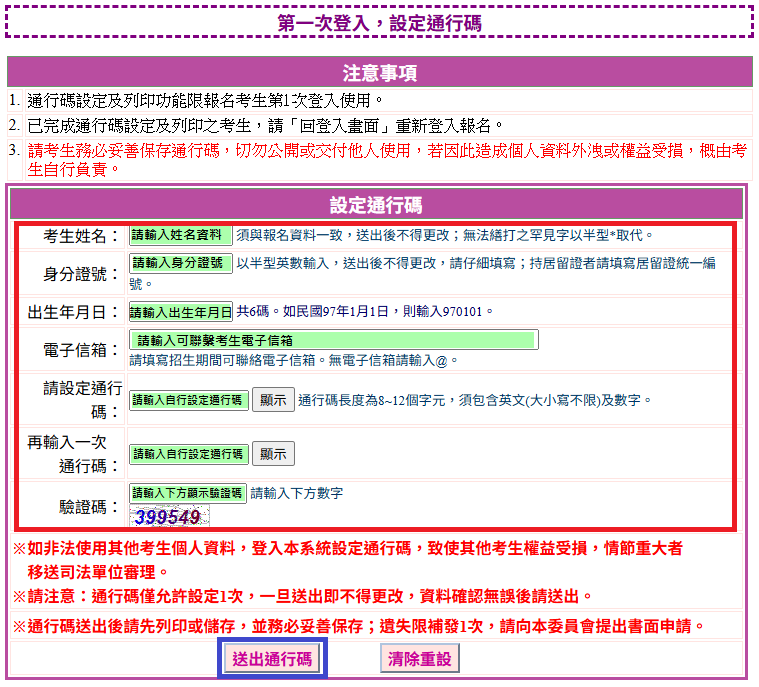 第一次登入，設定通行碼
注意事項
1. 通行碼設定及列印功能限報名考生第1次登入使用。
2. 已完成通行碼設定及列印之考生，請「回登入畫面」重新登入報名。
3. 請考生務必妥善保存通行碼，切勿公開或交付他人使用，若因此造成個人資料外洩或權益受損，概由考
生自行負責。
設定通行碼
考生姓名： 請輸入姓名資料 須與報名資料一致，送出後不得更改；無法繕打之罕見字以半型*取代。
身分證號： 請輸入身分證號 以半型英數輸入，送出後不得更改，請仔細填寫；持居留證者請填寫居留證統一編
號。
出生年月日： 請輸入出生年月日 共6碼。如民國97年1月1日，則輸入970101。
電子信箱： 請輸入可聯繫考生電子信箱
請填寫招生期間可聯絡電子信箱。無電子信箱請輸入@。
請設定通行
碼： 請輸入自行設定通行碼 顯示 通行碼長度為8~12個字元，須包含英文(大小寫不限)及數字。
再輸入一次
通行碼： 請輸入自行設定通行碼 顯示
驗證碼： 請輸入下方顯示驗證碼 請輸入下方數字
399549
※如非法使用其他考生個人資料，登入本系統設定通行碼，致使其他考生權益受損，情節重大者
移送司法單位審理。
※請注意：通行碼僅允許設定1次，一旦送出即不得更改，資料確認無誤後請送出。
※通行碼送出後請先列印或儲存，並務必妥善保存；遺失限補發1次，請向本委員會提出書面申請。
送出通行碼 清除重設